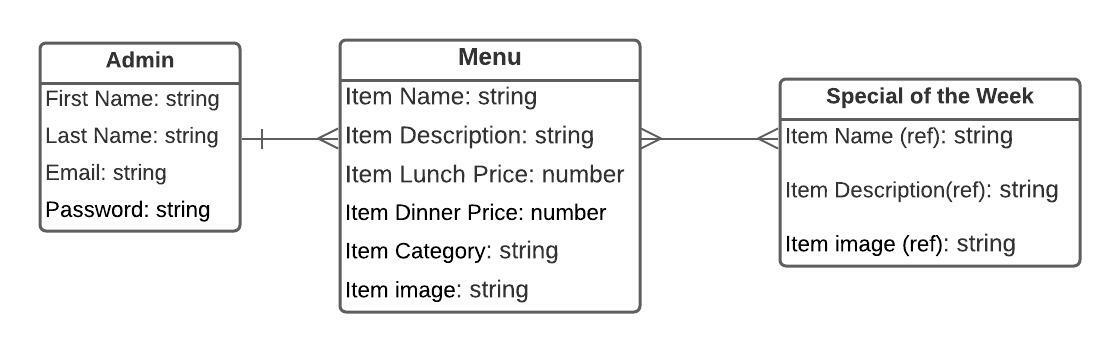 Admin
First Name: string
Last Name: string
Email: string
Password: string
Menu
Item Name: string
Item Description: string
Item Lunch Price: number
Item Dinner Price: number
Item Category: string
Item image: string
Special of the Week
Item Name (ref): string
Item Description(ref): string
Item image (ref): string